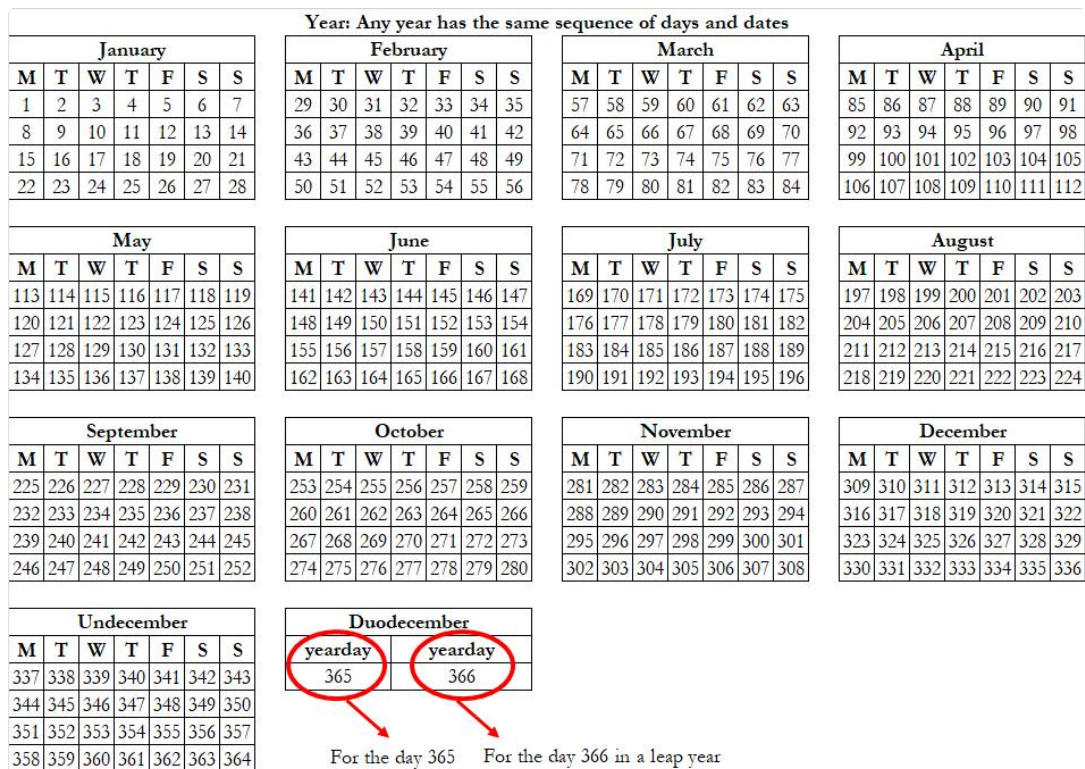 Year: Any year has the same sequence of days and dates
January February March April
M T W T F S S M T W T F S S M T W T F S S M T W T F S S
1 2 3 4 5 6 7 29 30 31 32 33 34 35 57 58 59 60 61 62 63 85 86 87 88 89 90 91
8 9 10 11 12 13 14 36 37 38 39 40 41 42 64 65 66 67 68 69 70 92 93 94 95 96 97 98
15 16 17 18 19 20 21 43 44 45 46 47 48 49 71 72 73 74 75 76 77 99 100 101 102 103 104 105
22 23 24 25 26 27 28 50 51 52 53 54 55 56 78 79 80 81 82 83 84 106 107 108 109 110 111 112
May June July August
M T W T F S S M T W T F S S M T W T F S S M T W T F S S
113 114 115 116 117 118 119 141 142 143 144 145 146 147 169 170 171 172 173 174 175 197 198 199 200 201 202 203
120 121 122 123 124 125 126 148 149 150 151 152 153 154 176 177 178 179 180 181 182 204 205 206 207 208 209 210
127 128 129 130 131 132 133 155 156 157 158 159 160 161 183 184 185 186 187 188 189 211 212 213 214 215 216 217
134 135 136 137 138 139 140 162 163 164 165 166 167 168 190 191 192 193 194 195 196 218 219 220 221 222 223 224
September October November December
M T W T F S S M T W T F S S M T W T F S S M T W T F S S
225 226 227 228 229 230 231 253 254 255 256 257 258 259 281 282 283 284 285 286 287 309 310 311 312 313 314 315
232 233 234 235 236 237 238 260 261 262 263 264 265 266 288 289 290 291 292 293 294 316 317 318 319 320 321 322
239 240 241 242 243 244 245 267 268 269 270 271 272 273 295 296 297 298 299 300 301 323 324 325 326 327 328 329
246 247 248 249 250 251 252 274 275 276 277 278 279 280 302 303 304 305 306 307 308 330 331 332 333 334 335 336
Undecember Duodecember
M T W T F S S yearday yearday
337 338 339 340 341 342 343 365 366
344 345 346 347 348 349 350
351 352 353 354 355 356 357
358 359 360 361 362 363 364 For the day 365 For the day 366 in a leap year